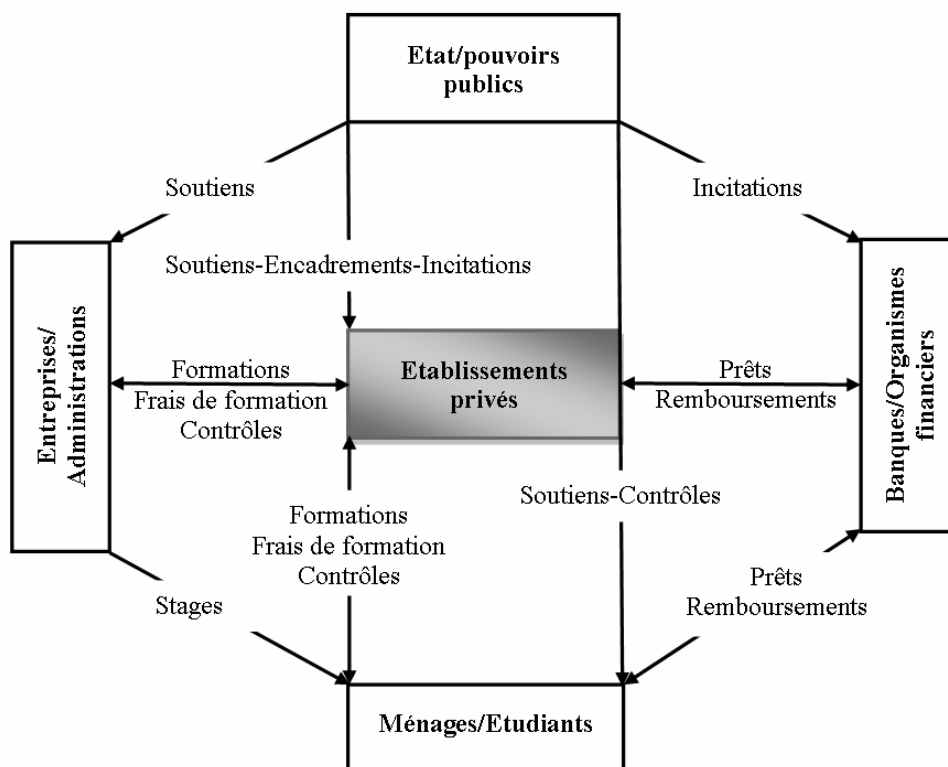 Etat/pouvoirs
publics
Soutiens
Incitations
Soutiens-Encadrements-Incitations
Entreprises/
Administrations
Formations
Frais de formation
Contrôles
Etablissements
privés
Prêts
Remboursements
Banques/Organismes
financiers
Soutiens-Contrôles
Formations
Frais de formation
Contrôles
Stages
Prêts
Remboursements
Ménages/Etudiants